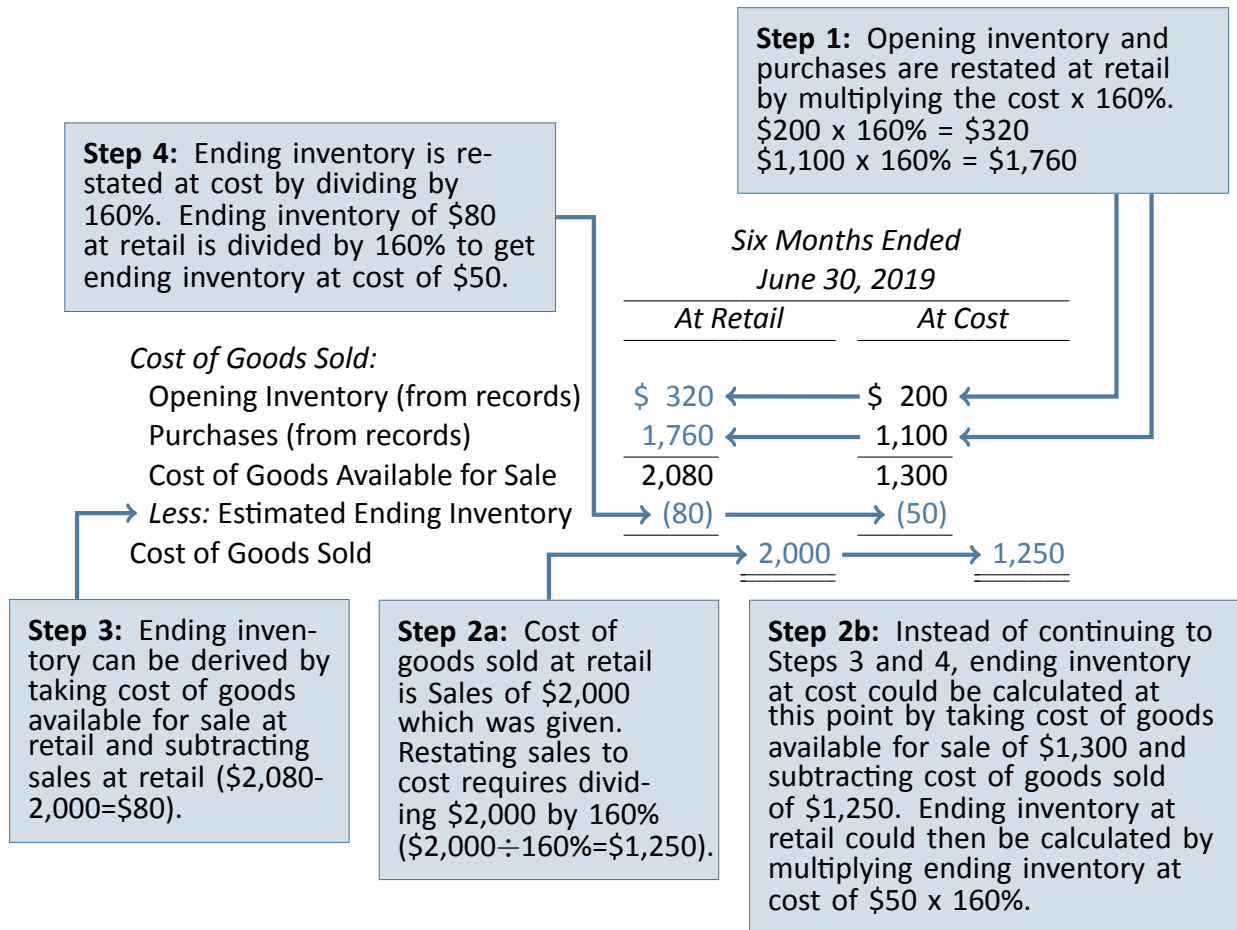 Step 1: Opening inventory and
purchases are restated at retail
by multiplying the cost x 160%.
$200 x 160% = $320
$1,100 x 160% = $1,760
Step 4: Ending inventory is re-
stated at cost by dividing by
160%. Ending inventory of $80
at retail is divided by 160% to get
ending inventory at cost of $50.
Six Months Ended
June 30, 2019
At Retail At Cost
Cost of Goods Sold:
Opening Inventory (from records) $ 320 $ 200
Purchases (from records) 1,760 1,100
Cost of Goods Available for Sale 2,080 1,300
Less: Estimated Ending Inventory (80) (50)
Cost of Goods Sold 2,000 1,250
Step 3: Ending inven-
tory can be derived by
taking cost of goods
available for sale at
retail and subtracting
sales at retail ($2,080-
2,000=$80).
Step 2a: Cost of
goods sold at retail
is Sales of $2,000
which was given.
Restating sales to
cost requires divid-
ing $2,000 by 160%
($2,000÷160%=$1,250).
Step 2b: Instead of continuing to
Steps 3 and 4, ending inventory
at cost could be calculated at
this point by taking cost of goods
available for sale of $1,300 and
subtracting cost of goods sold
of $1,250. Ending inventory at
retail could then be calculated by
multiplying ending inventory at
cost of $50 x 160%.